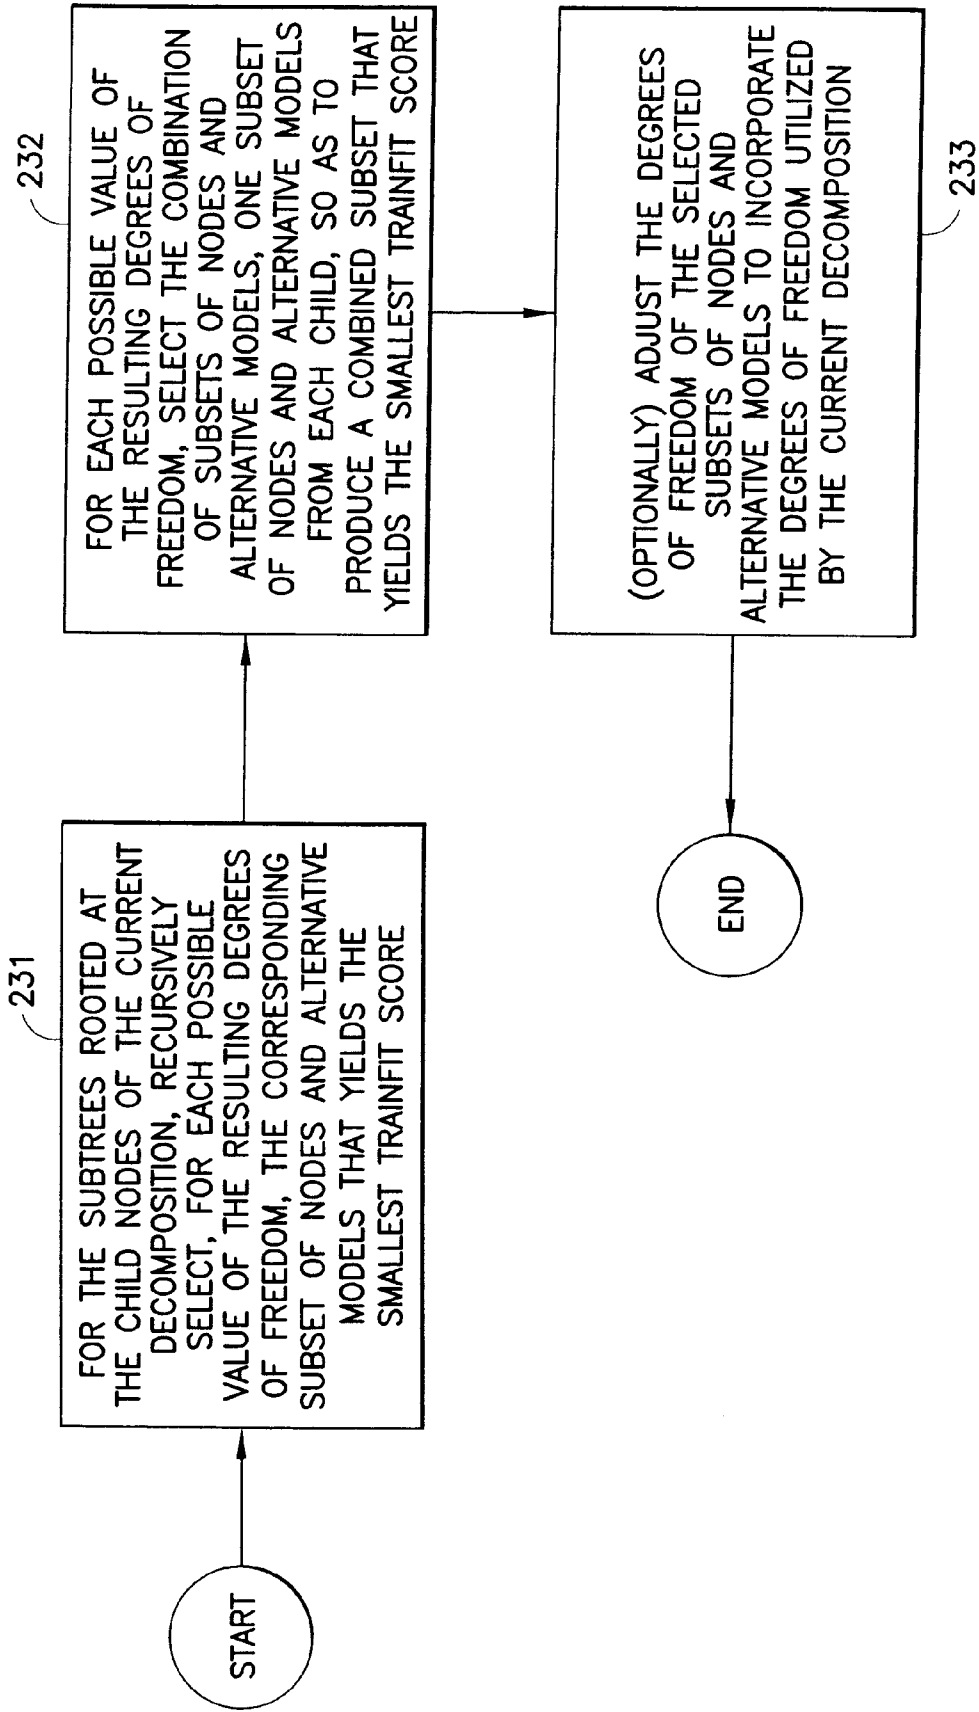 START
231
FOR THE SUBTREES ROOTED AT
THE CHILD NODES OF THE CURRENT
DECOMPOSITION, RECURSIVELY
SELECT, FOR EACH POSSIBLE
VALUE OF THE RESULTING DEGREES
OF FREEDOM, THE CORRESPONDING
SUBSET OF NODES AND ALTERNATIVE
MODELS THAT YIELDS THE
SMALLEST TRAINFIT SCORE
232
FOR EACH POSSIBLE VALUE OF
THE RESULTING DEGREES OF
FREEDOM, SELECT THE COMBINATION
OF SUBSETS OF NODES AND
ALTERNATIVE MODELS, ONE SUBSET
OF NODES AND ALTERNATIVE MODELS
FROM EACH CHILD, SO AS TO
PRODUCE A COMBINED SUBSET THAT
YIELDS THE SMALLEST TRAINFIT SCORE
(OPTIONALLY) ADJUST THE DEGREES
OF FREEDOM OF THE SELECTED
SUBSETS OF NODES AND
ALTERNATIVE MODELS TO INCORPORATE
THE DEGREES OF FREEDOM UTILIZED
BY THE CURRENT DECOMPOSITION
233
END